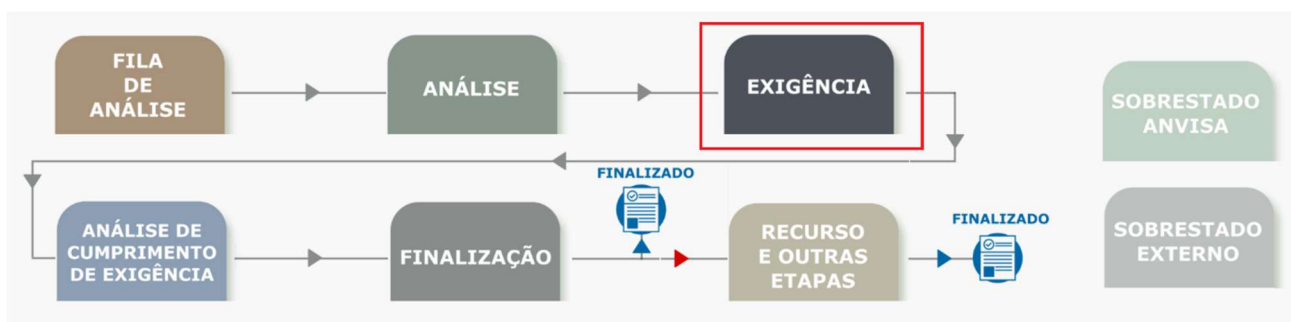 FILA
DE
ANÁLISE
ANÁLISE
EXIGÊNCIA
SOBRESTADO
ANVISA
ANÁLISE DE
CUMPRIMENTO
DE EXIGÊNCIA
FINALIZAÇÃO
FINALIZADO
RECURSO
E OUTRAS
ETAPAS
FINALIZADO
SOBRESTADO
EXTERNO